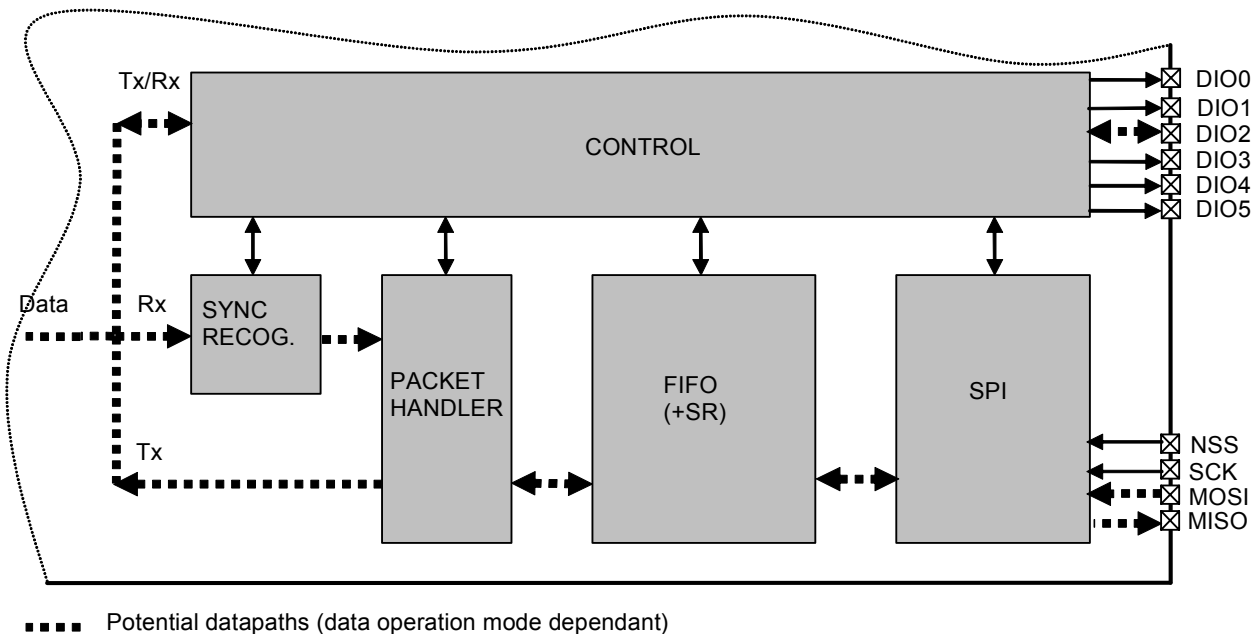 Tx/Rx
CONTROL
DIO0
DIO1
DIO2
DIO3
DIO4
DIO5
Data
Rx
SYNC
RECOG.
PACKET
HANDLER
FIFO
(+SR)
SPI
Tx
NSS
SCK
MOSI
MISO
Potential datapaths (data operation mode dependant)